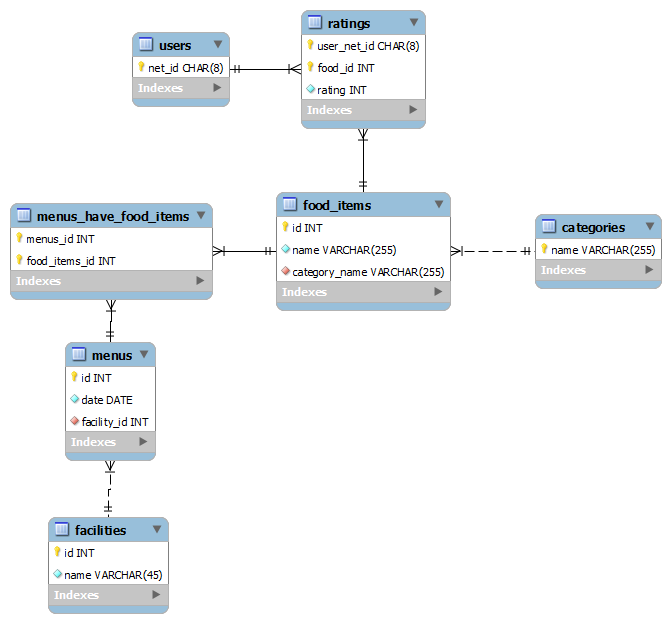 users
net_id CHAR(8)
Indexes
ratings
user_net_id CHAR(8)
food_id INT
rating INT
Indexes
menus_have_food_items
menus_id INT
food_items_id INT
Indexes
food_items
id INT
name VARCHAR(255)
category_name VARCHAR(255)
Indexes
categories
name VARCHAR(255)
Indexes
menus
id INT
date DATE
facility_id INT
Indexes
facilities
id INT
name VARCHAR(45)
Indexes